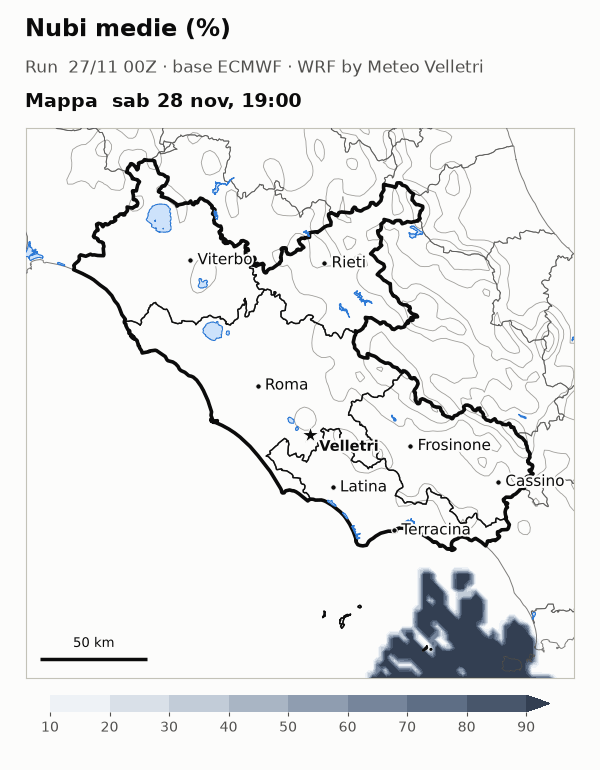 Nubi medie (%)
Run  27/11 00Z · base ECMWF · WRF by Meteo Velletri
Mappa  sab 28 nov, 19:00
Viterbo
Rieti
Roma
Velletri
Frosinone
Cassino
Latina
Terracina
50 km
10 20 30 40 50 60 70 80 90